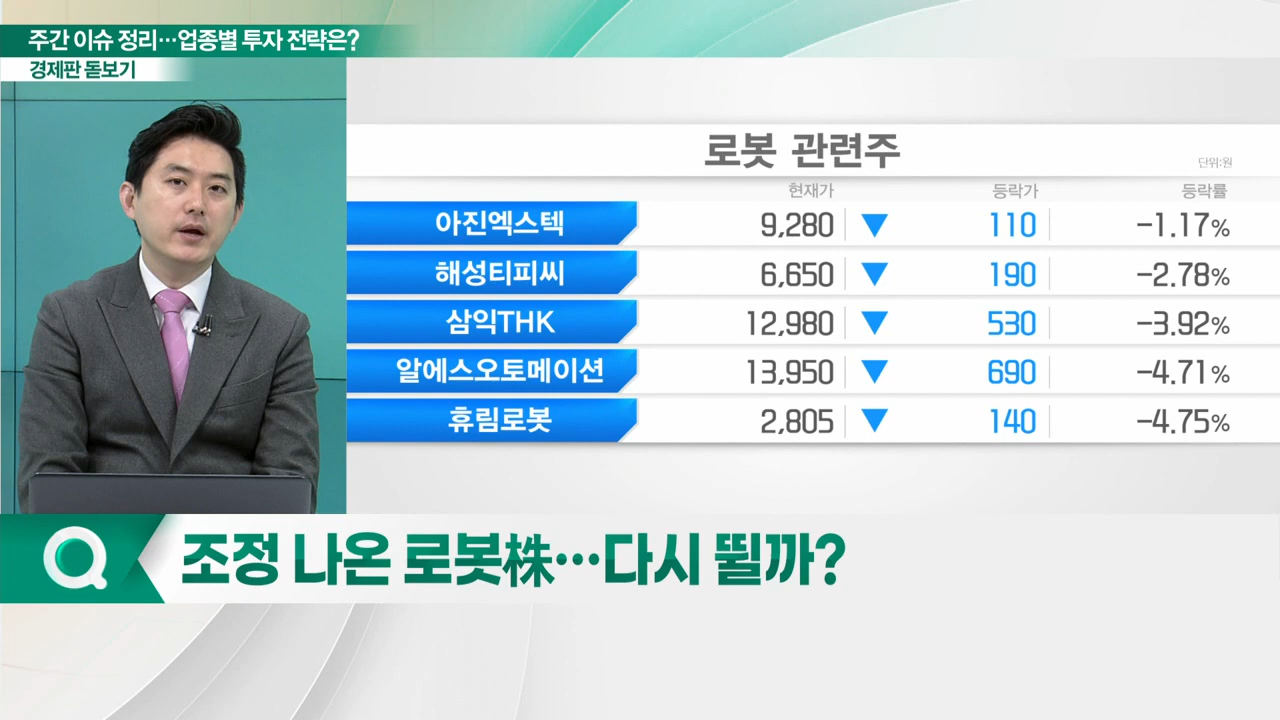 주간 이슈 정리…업종별 투자 전략은?
경제판 돋보기
로봇 관련주
단위:원
현재가 등락가 등락률
아진엑스텍 9,280 ▼ 110 -1.17%
해성티피씨 6,650 ▼ 190 -2.78%
삼익THK 12,980 ▼ 530 -3.92%
알에스오토메이션 13,950 ▼ 690 -4.71%
휴림로봇 2,805 ▼ 140 -4.75%
Q 조정 나온 로봇株…다시 뛸까?